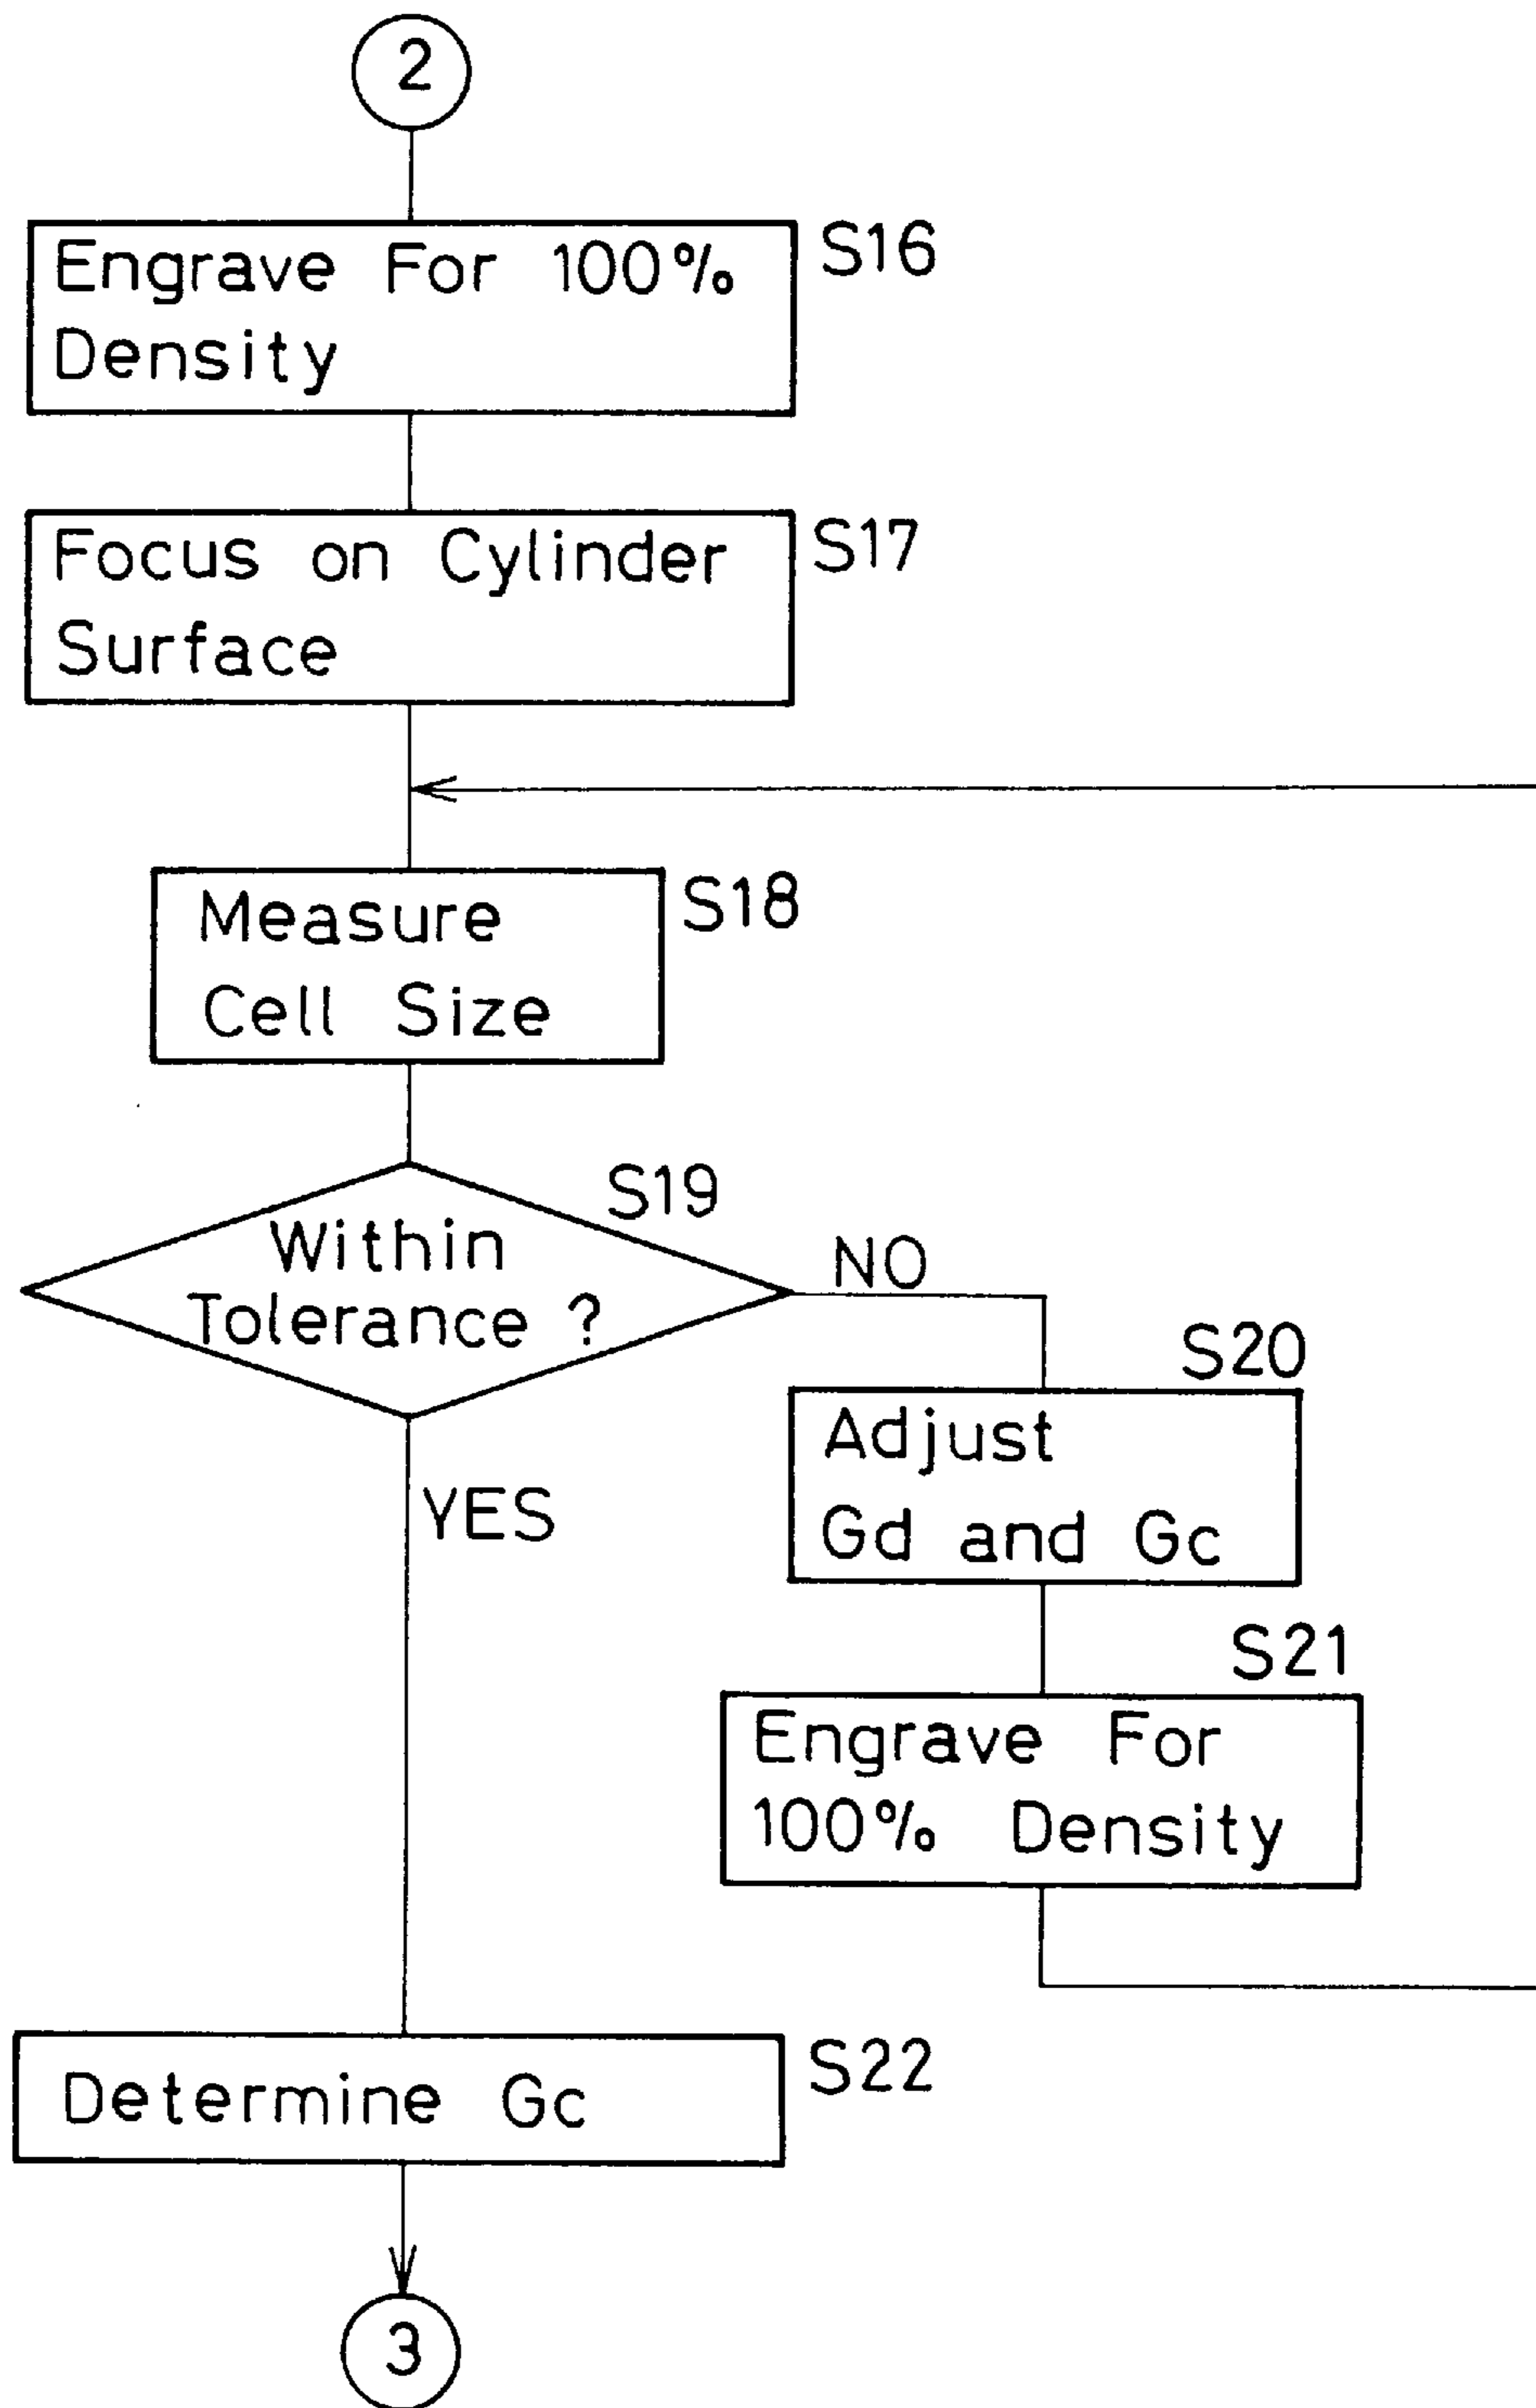 2
Engrave For 100%
Density
S16
Focus on Cylinder
Surface
S17
Measure
Cell Size
S18
S19
Within
Tolerance ?
NO
YES
S20
Adjust
Gd and Gc
S21
Engrave For
100% Density
Determine Gc
S22
3